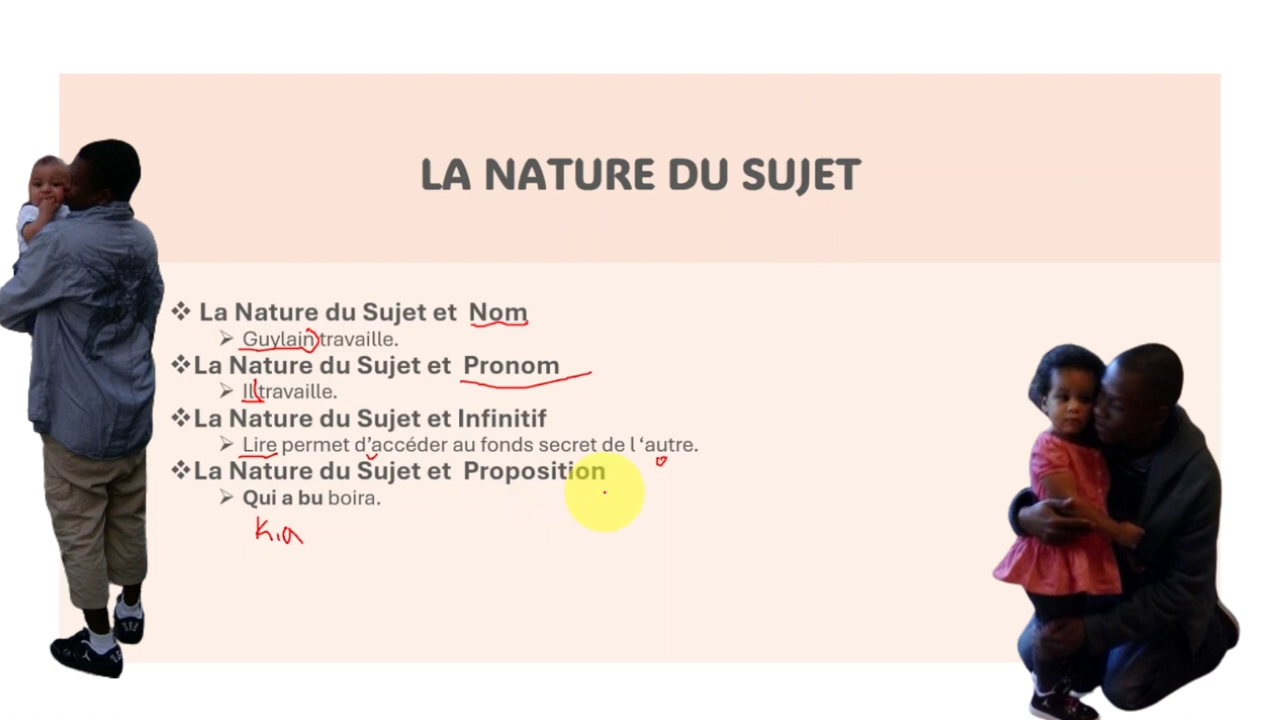 LA NATURE DU SUJET
❖ La Nature du Sujet et Nom
➢ Guylain travaille.
❖La Nature du Sujet et Pronom
➢ Il travaille.
❖La Nature du Sujet et Infinitif
➢ Lire permet d’accéder au fonds secret de l ‘autre.
❖La Nature du Sujet et Proposition
➢ Qui a bu boira.